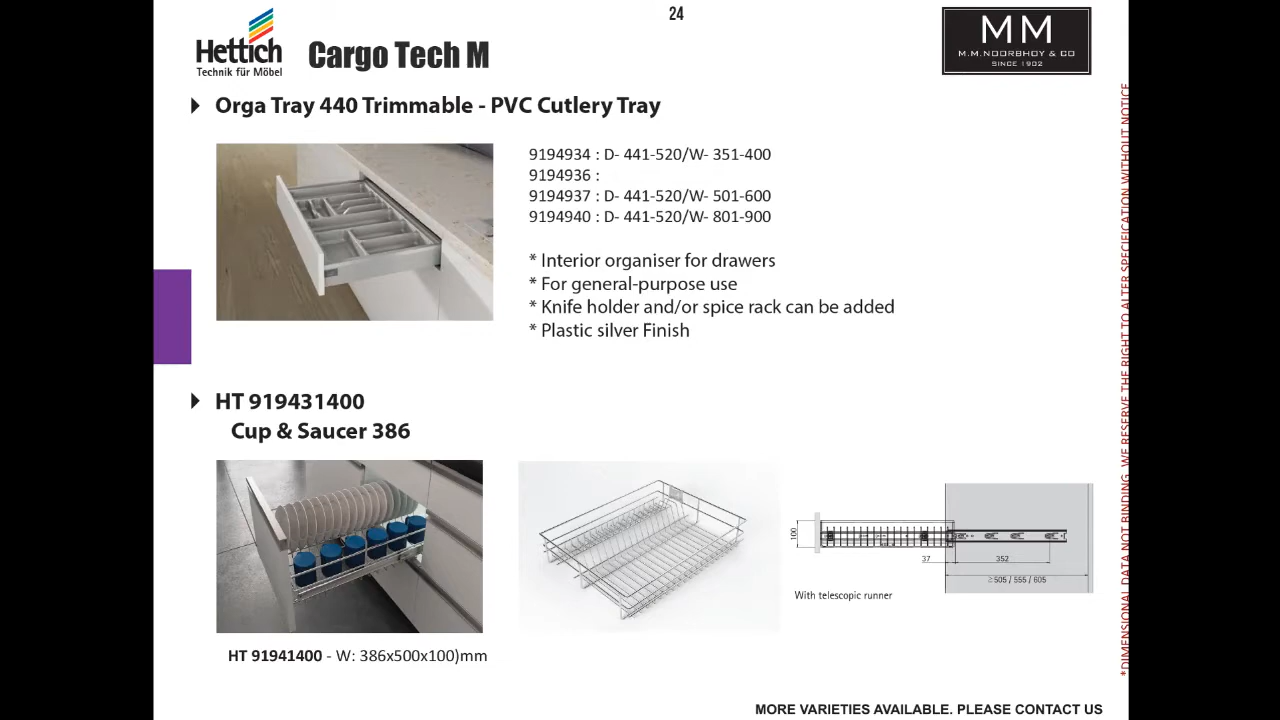 24
Hettich
Technik für Möbel
Cargo Tech M
MM
M.M.NOORBHOY & CO
SINCE 1902
Orga Tray 440 Trimmable - PVC Cutlery Tray
9194934 : D- 441-520/W- 351-400
9194936 :
9194937 : D- 441-520/W- 501-600
9194940 : D- 441-520/W- 801-900
* Interior organiser for drawers
* For general-purpose use
* Knife holder and/or spice rack can be added
* Plastic silver Finish
HT 919431400
Cup & Saucer 386
100
37
352
≥505 / 555 / 605
With telescopic runner
HT 91941400 - W: 386x500x100)mm
*DIMENSIONAL DATA NOT BINDING. WE RESERVE THE RIGHT TO ALTER SPECIFICATION WITHOUT NOTICE
MORE VARIETIES AVAILABLE. PLEASE CONTACT US